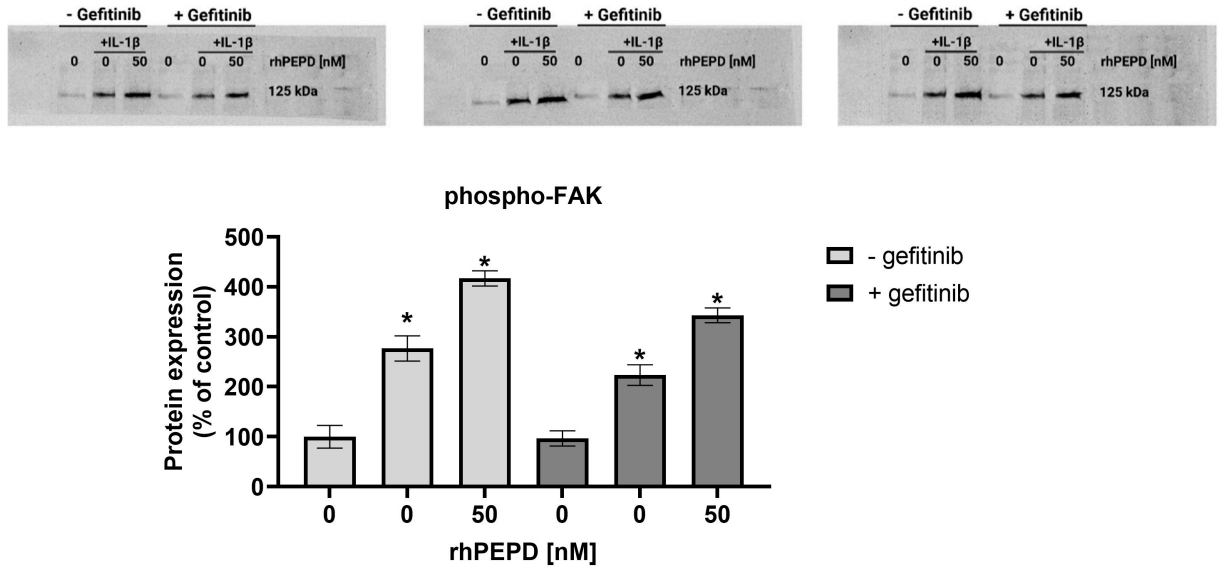 - Gefitinib + Gefitinib
+IL-1β +IL-1β
0 0 50 0 0 50 rhPEPD [nM]
125 kDa
- Gefitinib + Gefitinib
+IL-1β +IL-1β
0 0 50 0 0 50 rhPEPD [nM]
125 kDa
- Gefitinib + Gefitinib
+IL-1β +IL-1β
0 0 50 0 0 50 rhPEPD [nM]
125 kDa
phospho-FAK
Protein expression
(% of control)
500
400
300
200
100
0
* * * *
0 0 50 0 0 50
rhPEPD [nM]
- gefitinib
+ gefitinib